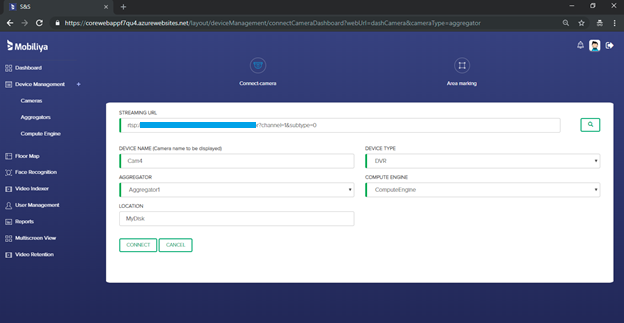 S&S
https://corewebappf7qu4.azurewebsites.net/layout/deviceManagement/connectCameraDashboard?webUrl=dashCamera&cameraType=aggregator
Mobiliya
Dashboard
Device Management +
Cameras
Aggregators
Compute Engine
Floor Map
Face Recognition
Video Indexer
User Management
Reports
Multiscreen View
Video Retention
Connect-camera
Area marking
STREAMING URL
rtsp: r?channel=1&subtype=0
DEVICE NAME (Camera name to be displayed) DEVICE TYPE
Cam4 DVR
AGGREGATOR COMPUTE ENGINE
Aggregator1 ComputeEngine
LOCATION
MyDisk
CONNECT CANCEL